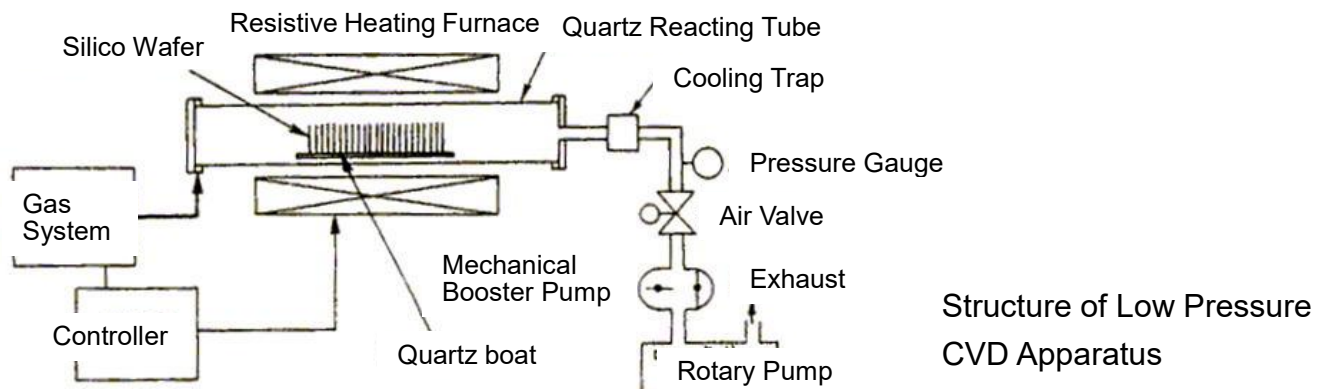 Resistive Heating Furnace
Quartz Reacting Tube
Silico Wafer
Cooling Trap
Pressure Gauge
Gas
System
Air Valve
Mechanical
Booster Pump
Exhaust
Controller
Quartz boat
Rotary Pump
Structure of Low Pressure
CVD Apparatus